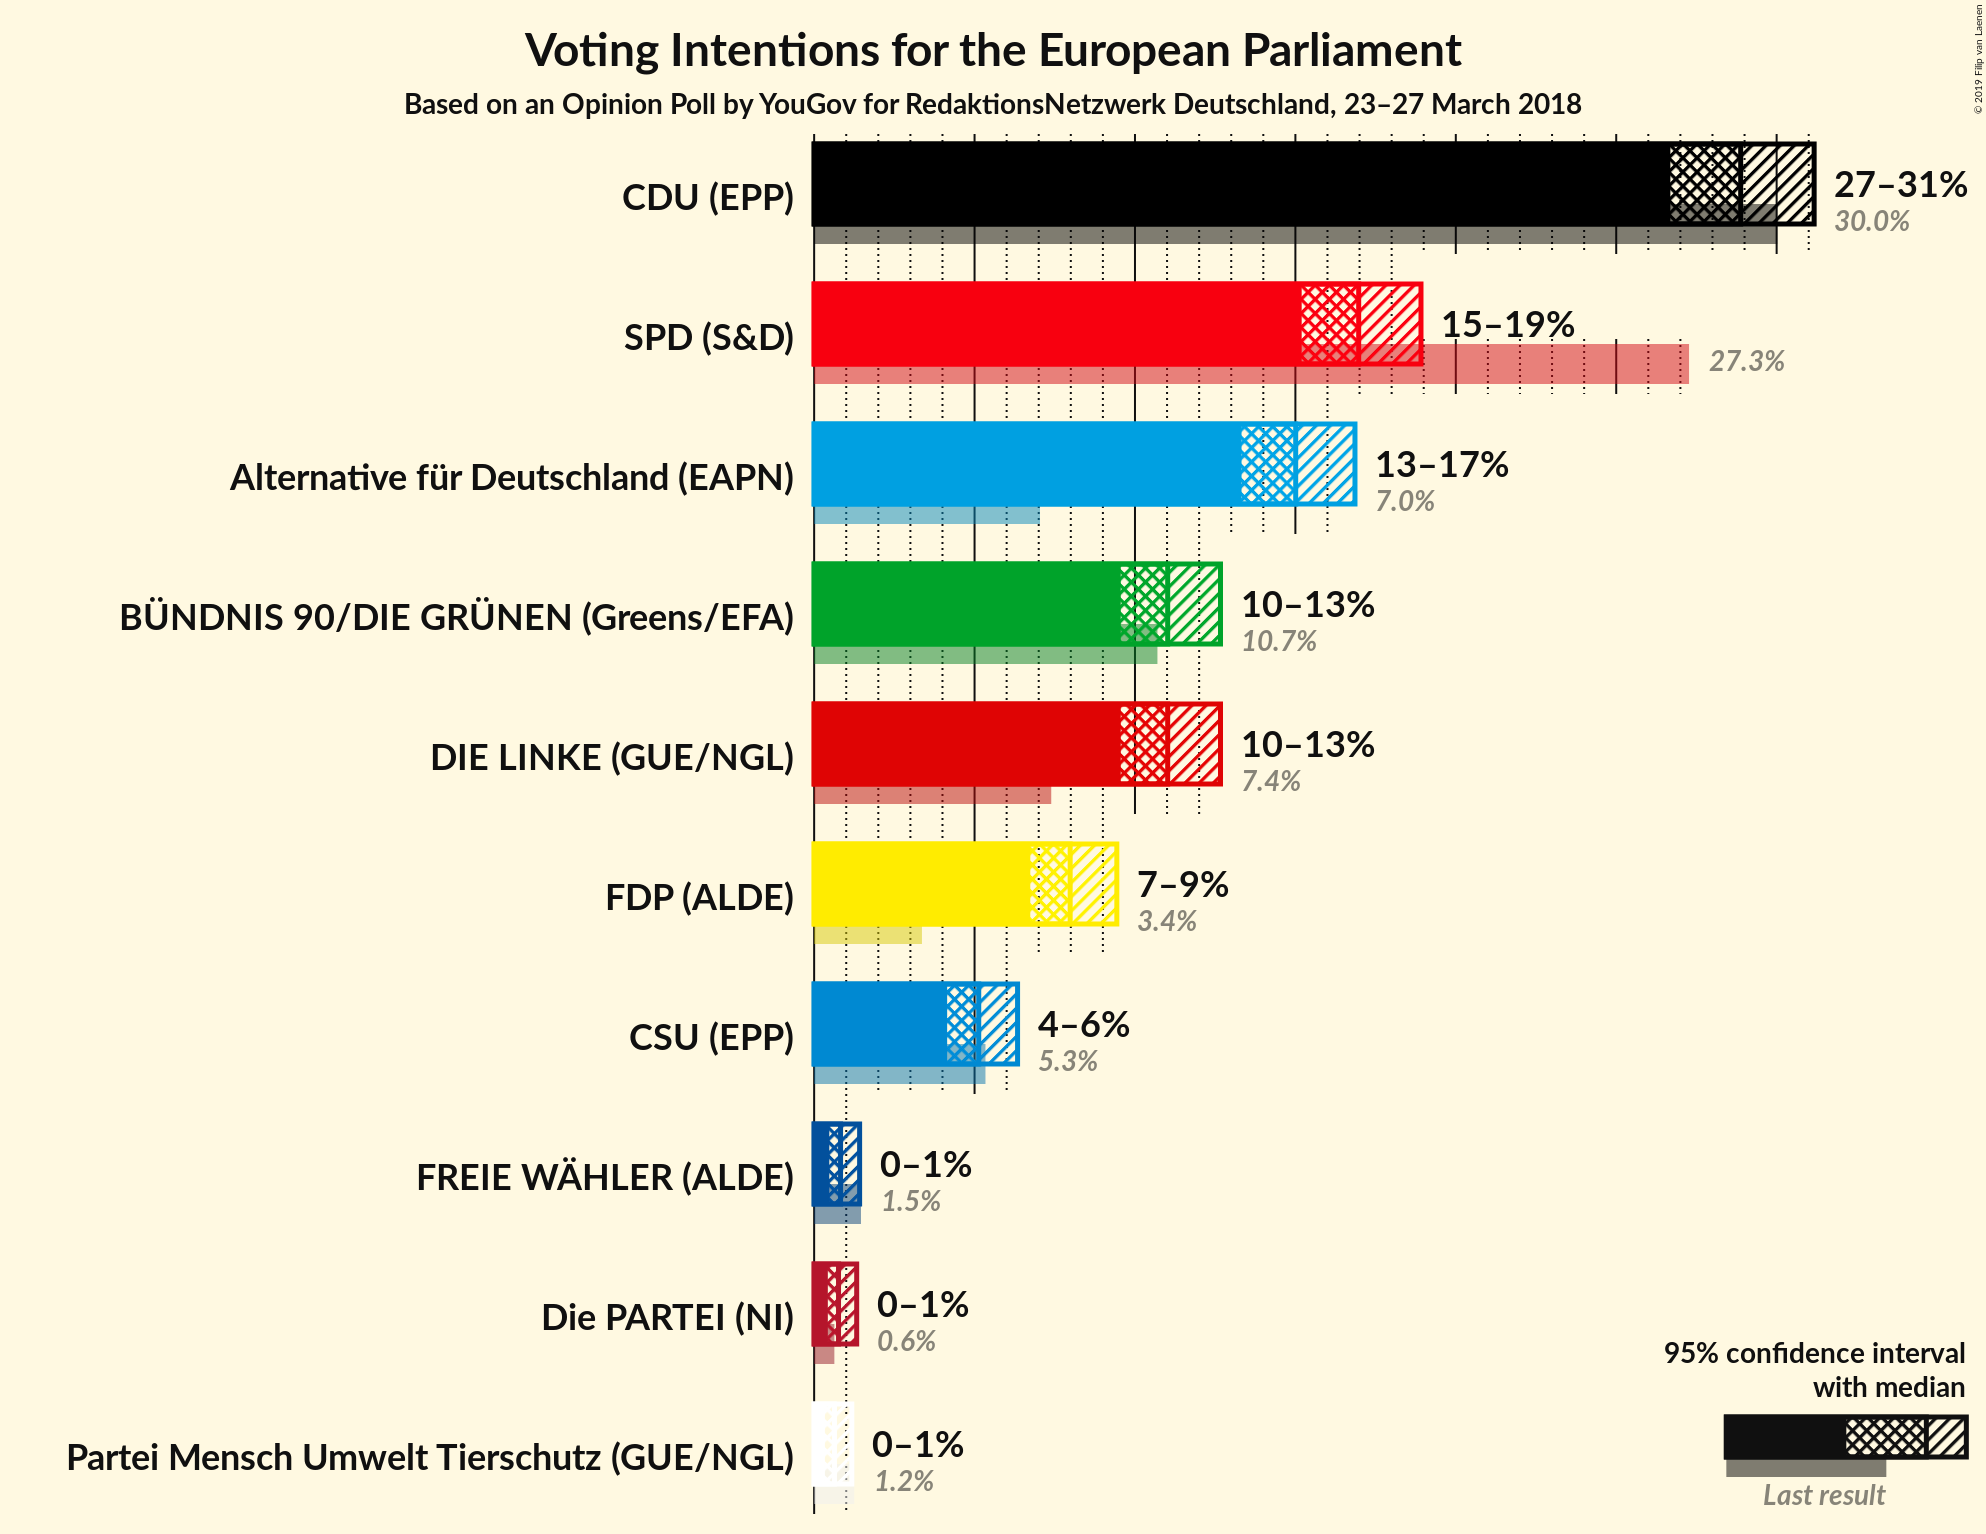 Voting Intentions for the European Parliament
Based on an Opinion Poll by YouGov for RedaktionsNetzwerk Deutschland, 23–27 March 2018
© 2019 Filip van Laenen
CDU (EPP)
27–31%
30.0%
SPD (S&D)
15–19%
27.3%
Alternative für Deutschland (EAPN)
13–17%
7.0%
BÜNDNIS 90/DIE GRÜNEN (Greens/EFA)
10–13%
10.7%
DIE LINKE (GUE/NGL)
10–13%
7.4%
FDP (ALDE)
7–9%
3.4%
CSU (EPP)
4–6%
5.3%
FREIE WÄHLER (ALDE)
0–1%
1.5%
Die PARTEI (NI)
0–1%
0.6%
Partei Mensch Umwelt Tierschutz (GUE/NGL)
0–1%
1.2%
95% confidence interval
with median
Last result